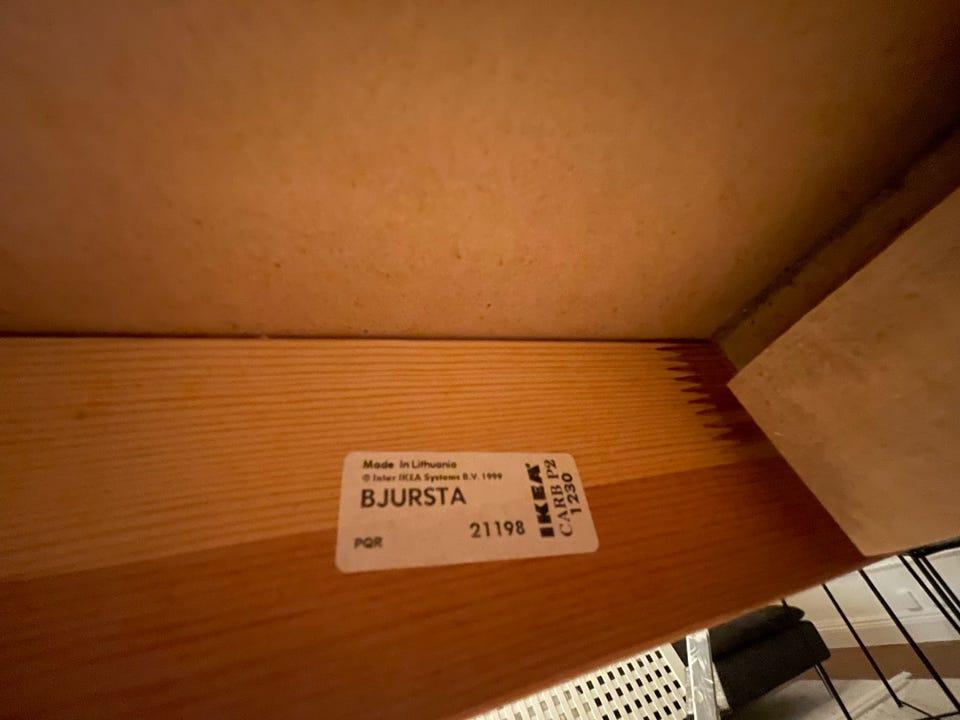 Made in Lithuania
© Inter IKEA Systems B.V. 1999
BJURSTA
21198
PQR
IKEA
CARB P2
1230